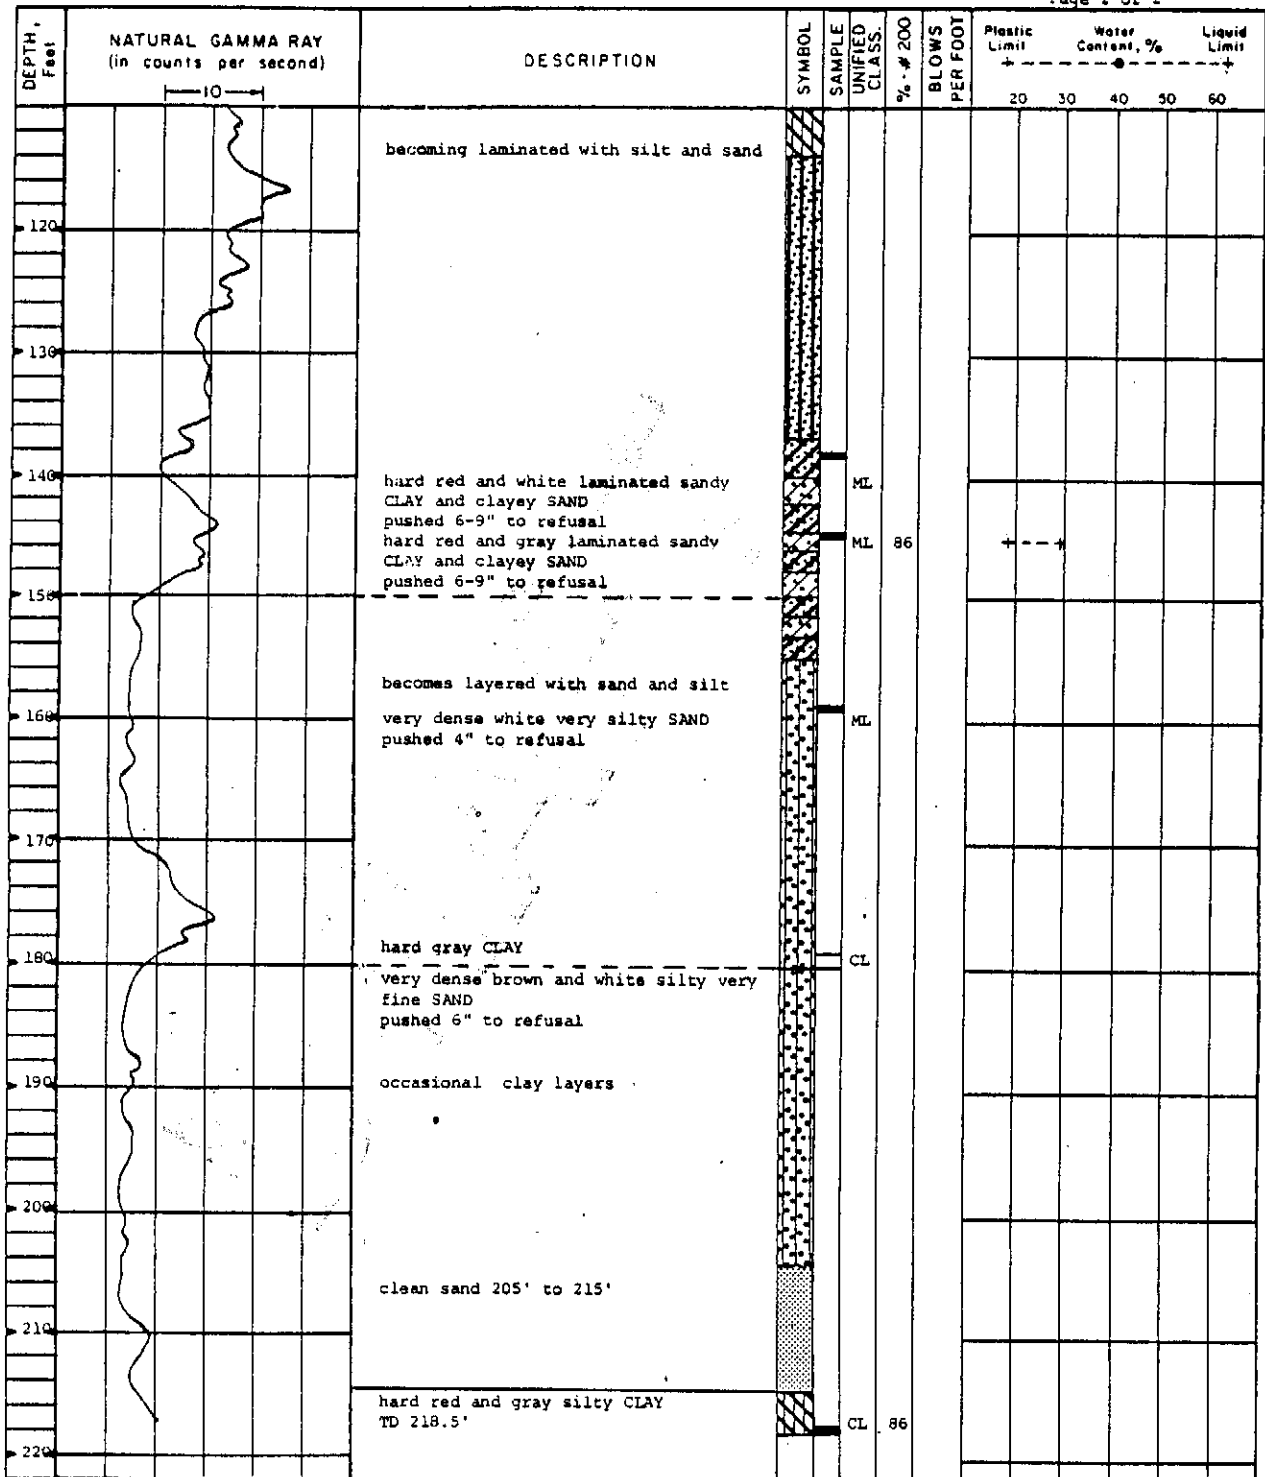 DEPTH, Feet
NATURAL GAMMA RAY
(in counts per second)
10
DESCRIPTION
SYMBOL
SAMPLE
UNIFIED CLASS.
% - # 200
BLOWS PER FOOT
Plastic Limit
Water Content, %
Liquid Limit
20 30 40 50 60
becoming laminated with silt and sand
120
130
140
hard red and white laminated sandy
CLAY and clayey SAND
pushed 6-9" to refusal
ML
hard red and gray laminated sandy
CLAY and clayey SAND
pushed 6-9" to refusal
ML 86
150
becomes layered with sand and silt
160
very dense white very silty SAND
pushed 4" to refusal
ML
170
hard gray CLAY
CL
180
very dense brown and white silty very
fine SAND
pushed 6" to refusal
190
occasional clay layers
200
clean sand 205' to 215'
210
hard red and gray silty CLAY
TD 218.5'
CL 86
220